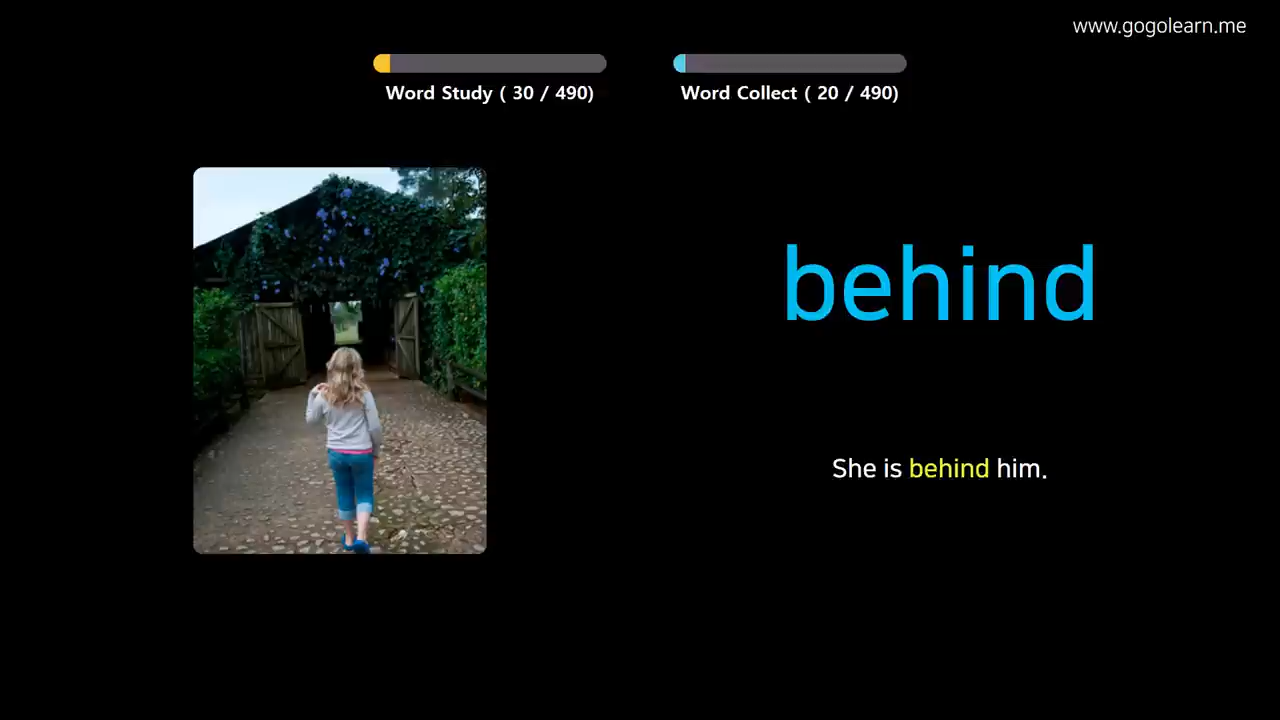 www.gogolearn.me
Word Study ( 30 / 490)
Word Collect ( 20 / 490)
behind
She is behind him.